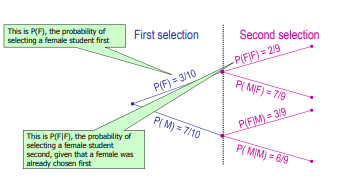 This is P(F), the probability of
selecting a female student first
First selection
Second selection
P(F) = 3/10
P( M) = 7/10
P(F|F) = 2/9
P( M|F) = 7/9
P(F|M) = 3/9
P( M|M) = 6/9
This is P(F|F), the probability of
selecting a female student
second, given that a female was
already chosen first